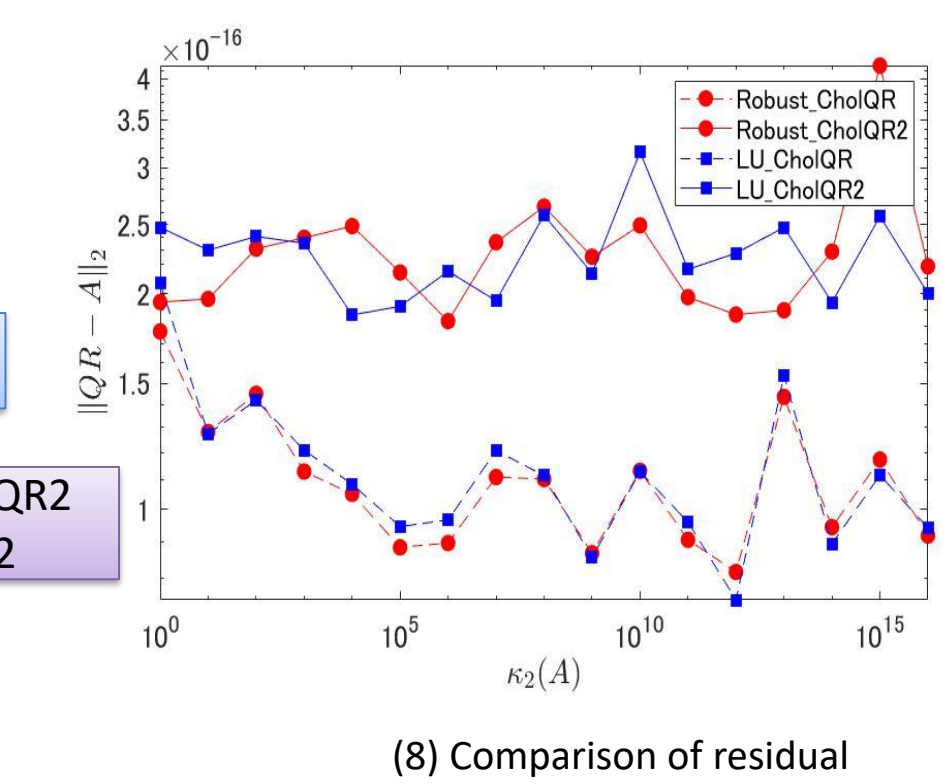 ×10⁻¹⁶
4
3.5
3
2.5
2
1.5
1
‖QR − A‖₂
Robust_CholQR
Robust_CholQR2
LU_CholQR
LU_CholQR2
QR2
2
10⁰ 10⁵ 10¹⁰ 10¹⁵
κ₂(A)
(8) Comparison of residual